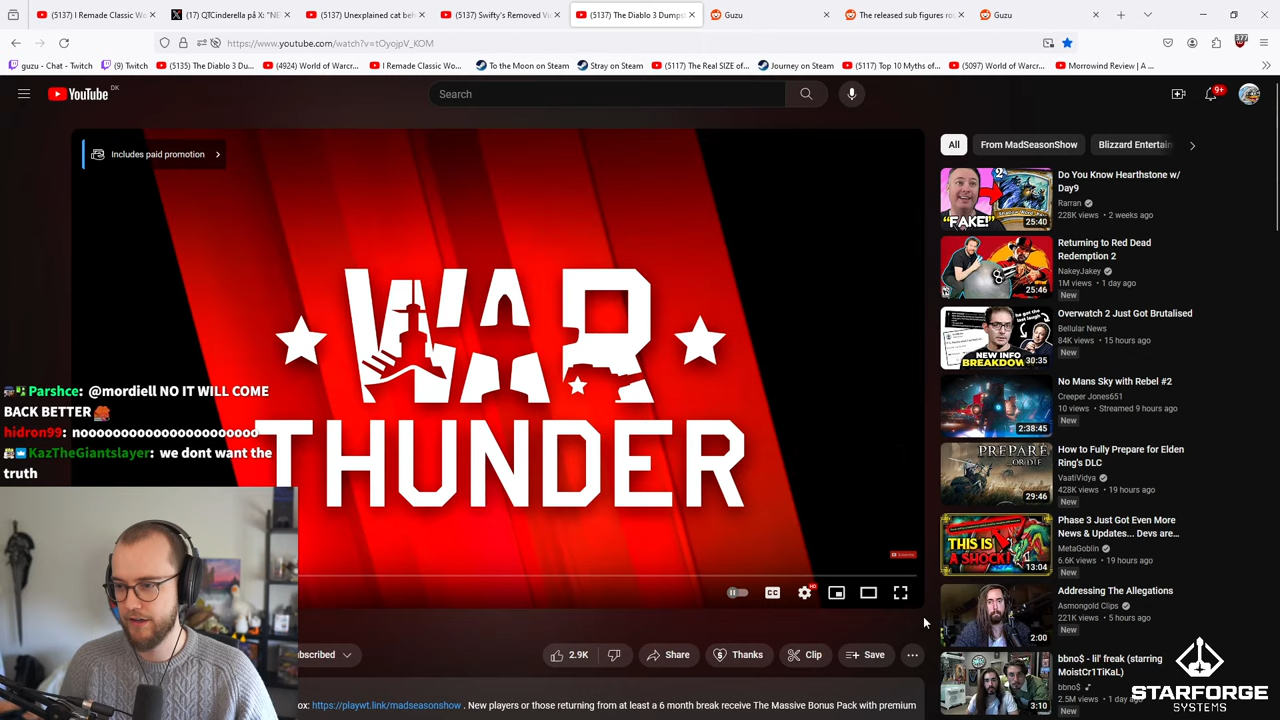 (5137) I Remade Classic Wo
(17) QTCinderella på X: "NE
(5137) Unexplained cat beh
(5137) Swifty's Removed Vi
(5137) The Diablo 3 Dumpst
Guzu
The released sub figures ro
Guzu
https://www.youtube.com/watch?v=tOyojpV_KOM
377
guzu - Chat - Twitch
(9) Twitch
(5135) The Diablo 3 Du...
(4924) World of Warcr...
I Remade Classic Wo...
To the Moon on Steam
Stray on Steam
(5117) The Real SIZE of...
Journey on Steam
(5117) Top 10 Myths of...
(5097) World of Warcr...
Morrowind Review | A ...
YouTube DK
Search
9+
Includes paid promotion
WAR
THUNDER
Parshce: @mordiell NO IT WILL COME
BACK BETTER
hidron99: nooooooooooooooooooooo
KazTheGiantslayer: we dont want the
truth
CC
HD
ubscribed
2.9K
Share
Thanks
Clip
Save
ox: https://playwt.link/madseasonshow . New players or those returning from at least a 6 month break receive The Massive Bonus Pack with premium
All
From MadSeasonShow
Blizzard Entertain
2
"FAKE!"
25:40
Do You Know Hearthstone w/
Day9
Rarran
228K views • 2 weeks ago
25:46
Returning to Red Dead
Redemption 2
NakeyJakey
1M views • 1 day ago
New
NEW INFO
BREAKDOWN
30:35
Overwatch 2 Just Got Brutalised
Bellular News
84K views • 15 hours ago
New
2:38:45
No Mans Sky with Rebel #2
Creeper Jones651
10 views • Streamed 9 hours ago
New
PREPARE
OR DIE
29:46
How to Fully Prepare for Elden
Ring's DLC
VaatiVidya
428K views • 19 hours ago
New
THIS IS
A SHOCK!
13:04
Phase 3 Just Got Even More
News & Updates... Devs are...
MetaGoblin
6.6K views • 19 hours ago
New
2:00
Addressing The Allegations
Asmongold Clips
221K views • 5 hours ago
New
3:10
bbno$ - lil' freak (starring
MoistCr1TiKaL)
bbno$
2.5M views • 1 day ago
New
STARFORGE
SYSTEMS